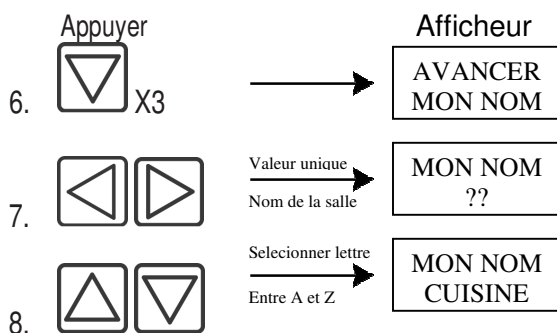 Appuyer Afficheur
6. X3 AVANCER
MON NOM
7. Valeur unique MON NOM
Nom de la salle ??
8. Selecionner lettre MON NOM
Entre A et Z CUISINE